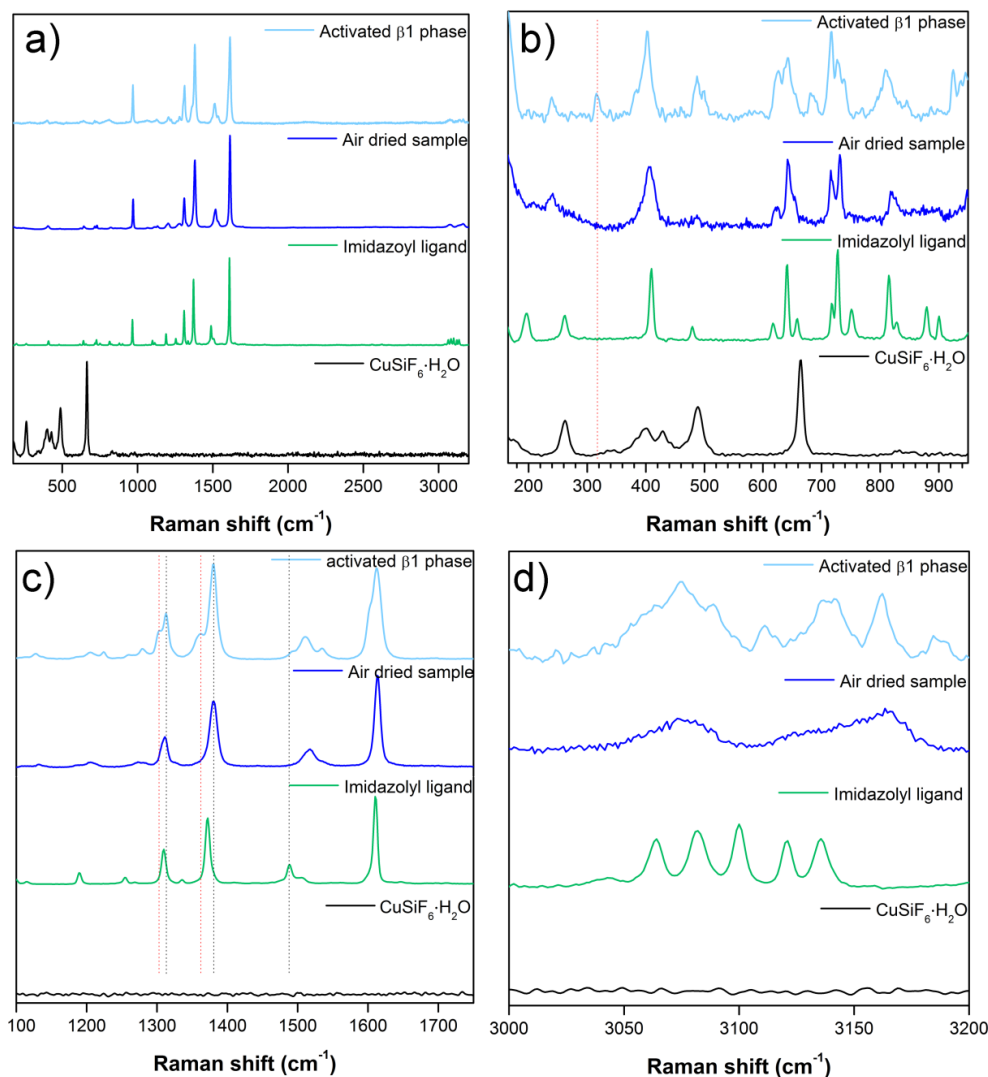 a)
Activated β1 phase
Air dried sample
Imidazoyl ligand
CuSiF₆·H₂O
500 1000 1500 2000 2500 3000
Raman shift (cm⁻¹)
b)
Activated β1 phase
Air dried sample
Imidazolyl ligand
CuSiF₆·H₂O
200 300 400 500 600 700 800 900
Raman shift (cm⁻¹)
c)
activated β1 phase
Air dried sample
Imidazolyl ligand
CuSiF₆·H₂O
100 1200 1300 1400 1500 1600 1700
Raman shift (cm⁻¹)
d)
Activated β1 phase
Air dried sample
Imidazolyl ligand
CuSiF₆·H₂O
3000 3050 3100 3150 3200
Raman shift (cm⁻¹)